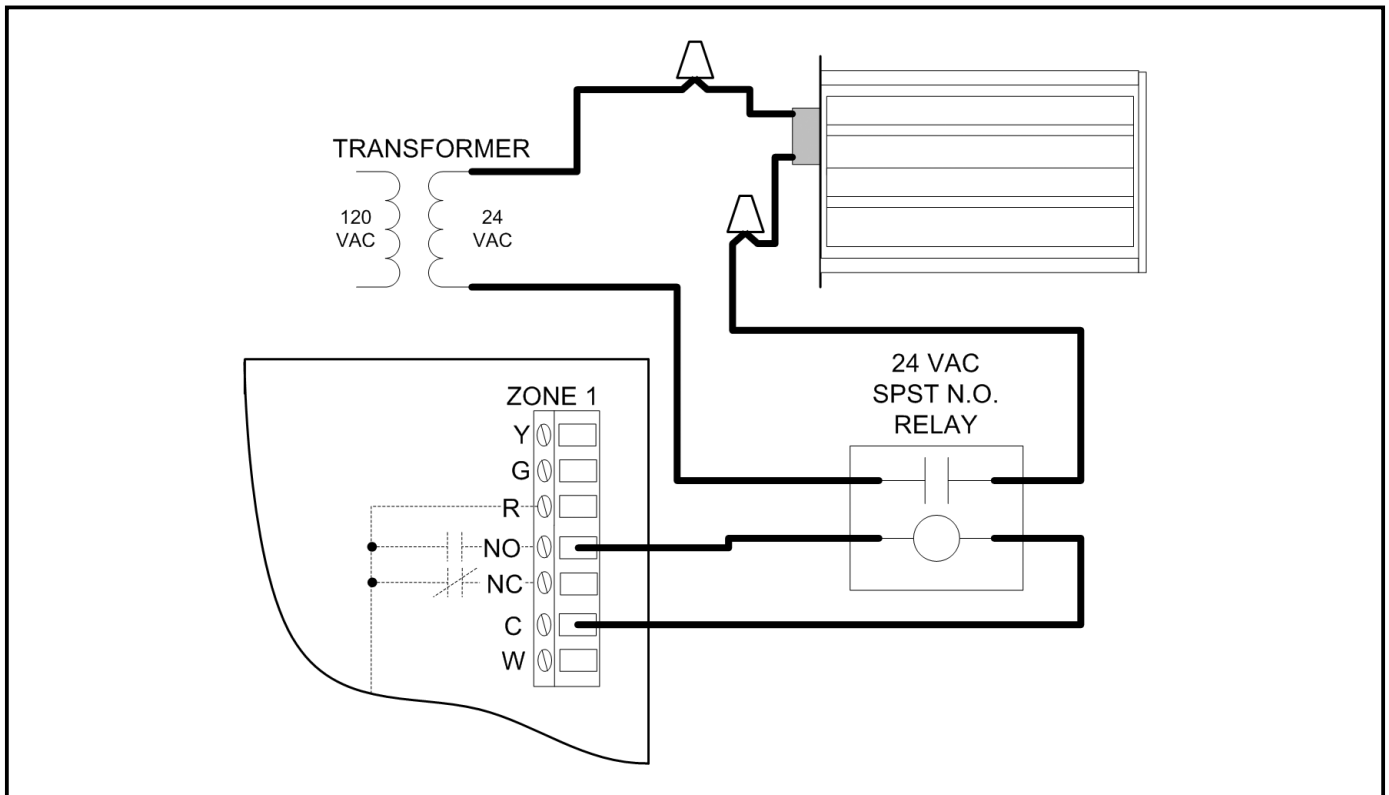 TRANSFORMER
120
VAC
24
VAC
24 VAC
SPST N.O.
RELAY
ZONE 1
Y
G
R
NO
NC
C
W